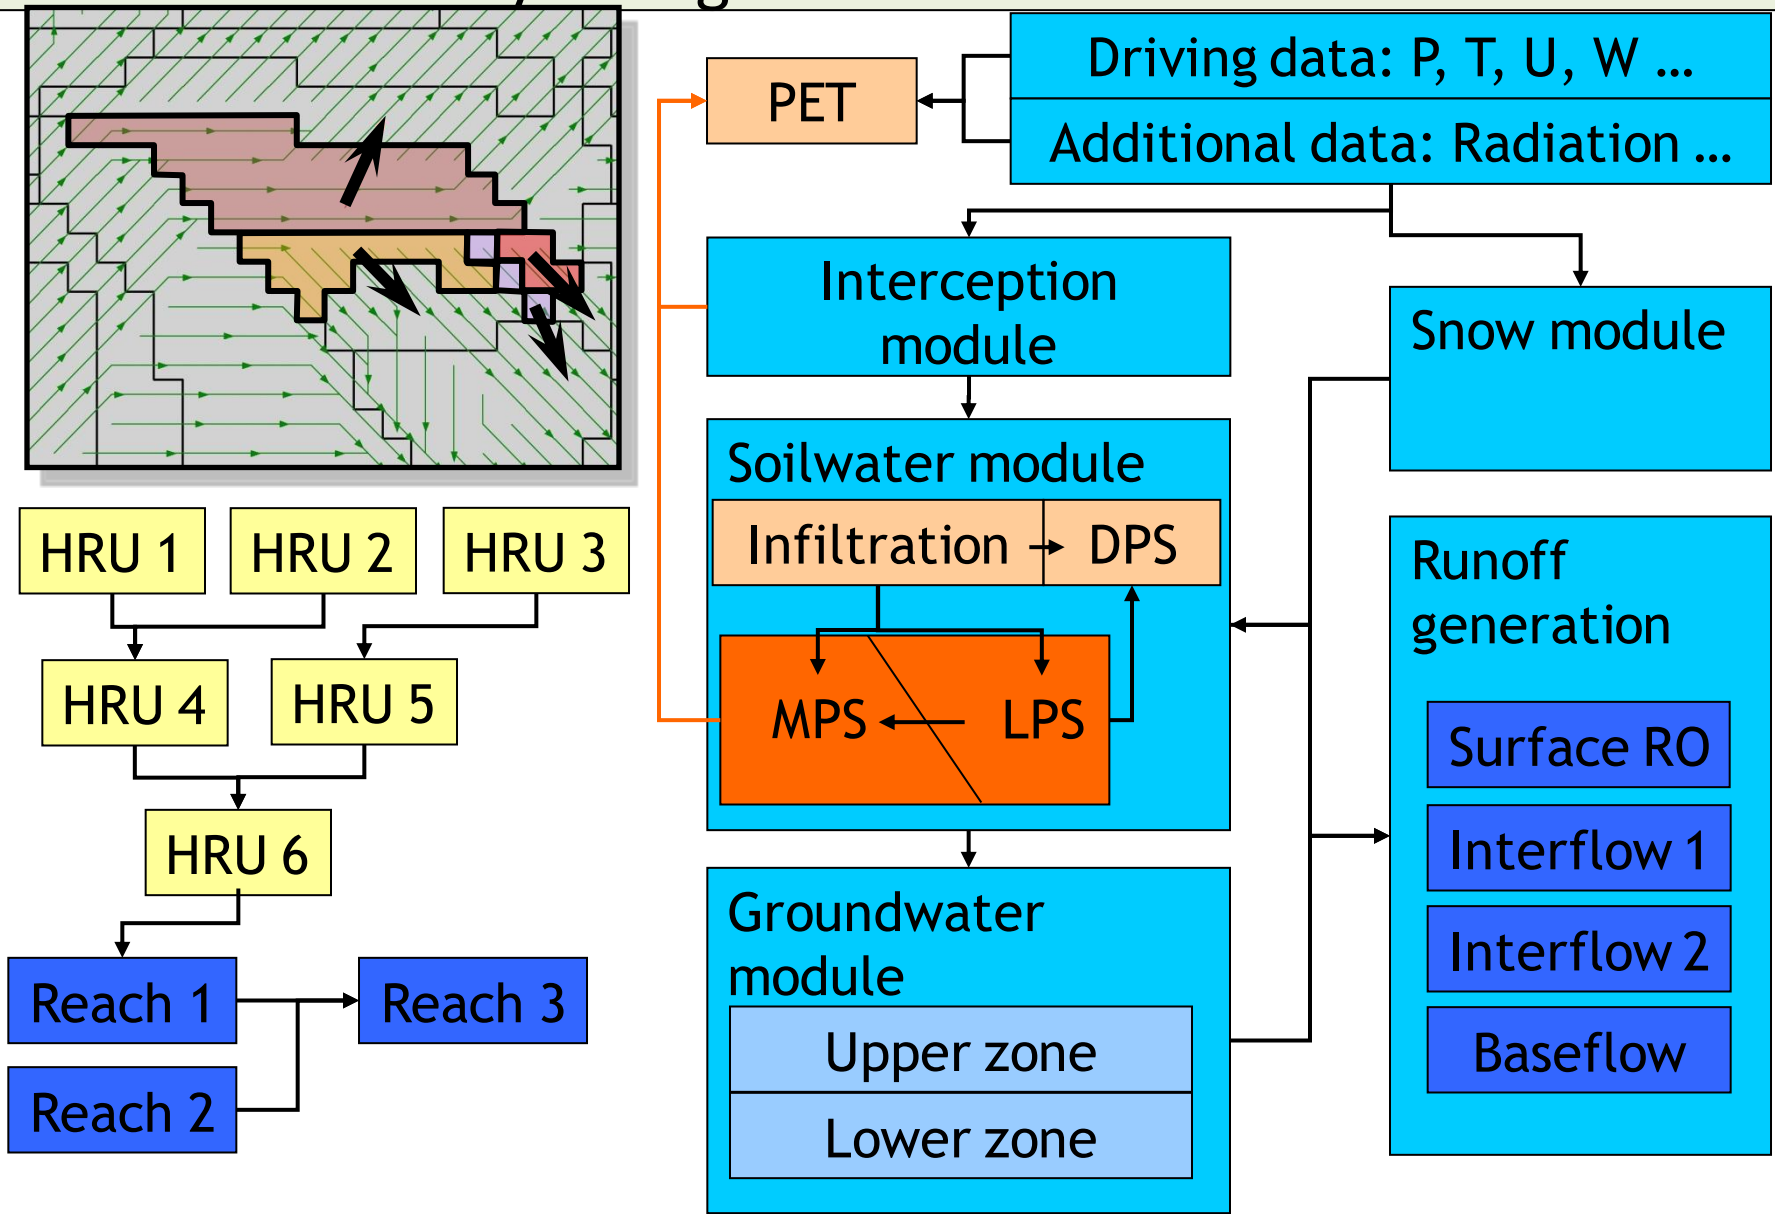 PET
Driving data: P, T, U, W ...
Additional data: Radiation ...
Interception
module
Snow module
Soilwater module
Infiltration
DPS
MPS
LPS
Groundwater
module
Upper zone
Lower zone
Runoff
generation
Surface RO
Interflow 1
Interflow 2
Baseflow
HRU 1
HRU 2
HRU 3
HRU 4
HRU 5
HRU 6
Reach 1
Reach 3
Reach 2